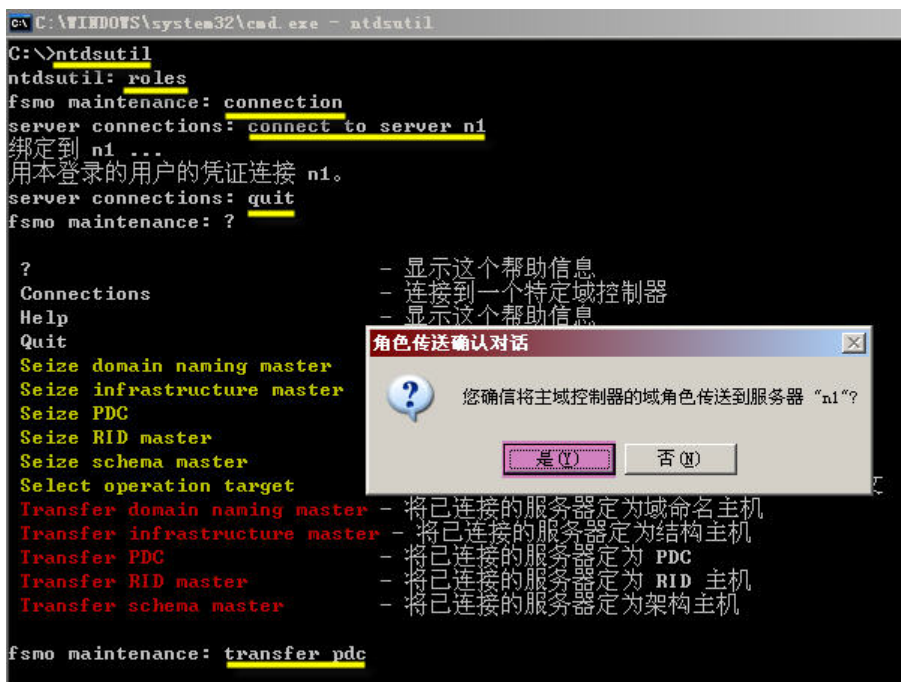 C:\WINDOWS\system32\cmd.exe - ntdsutil
C:\>ntdsutil
ntdsutil: roles
fsmo maintenance: connection
server connections: connect to server n1
绑定到 n1 ...
用本登录的用户的凭证连接 n1。
server connections: quit
fsmo maintenance: ?
? - 显示这个帮助信息
Connections - 连接到一个特定域控制器
Help - 显示这个帮助信息
Quit
Seize domain naming master
Seize infrastructure master
Seize PDC
Seize RID master
Seize schema master
Select operation target
角色传送确认对话
您确信将主域控制器的域角色传送到服务器 "n1"?
是(Y) 否(N)
Transfer domain naming master - 将已连接的服务器定为域命名主机
Transfer infrastructure master - 将已连接的服务器定为结构主机
Transfer PDC - 将已连接的服务器定为 PDC
Transfer RID master - 将已连接的服务器定为 RID 主机
Transfer schema master - 将已连接的服务器定为架构主机
fsmo maintenance: transfer pdc